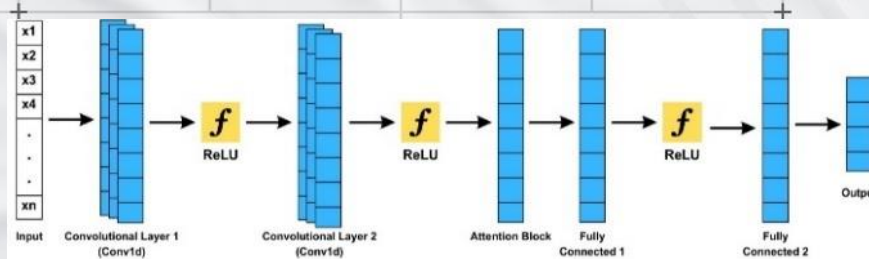 x1
x2
x3
x4
.
.
.
xn
Input
Convolutional Layer 1
(Conv1d)
f
ReLU
Convolutional Layer 2
(Conv1d)
f
ReLU
Attention Block
Fully
Connected 1
f
ReLU
Fully
Connected 2
Outpu